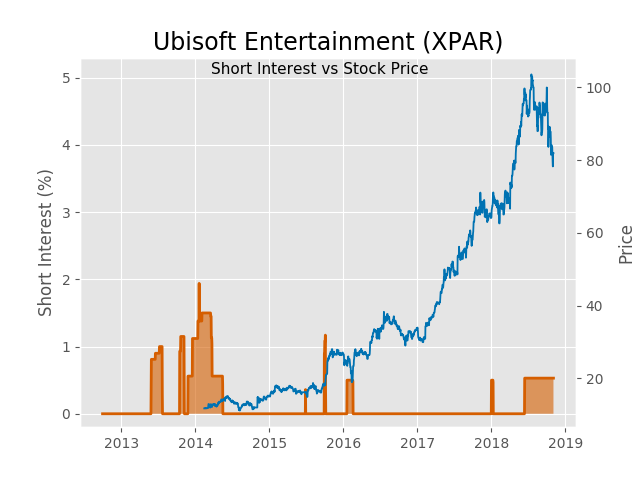 Ubisoft Entertainment (XPAR)
Short Interest vs Stock Price
Short Interest (%)
5
4
3
2
1
0
100
80
60
40
20
Price
2013 2014 2015 2016 2017 2018 2019